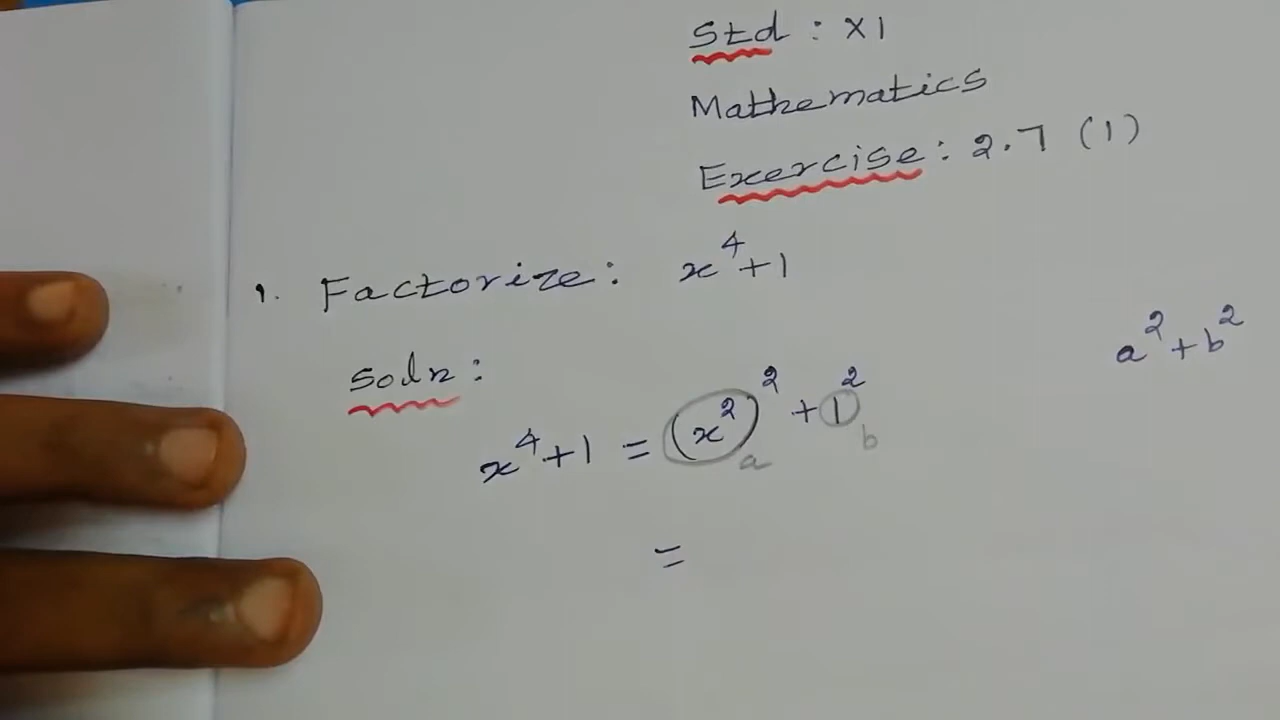 Std : XI
Mathematics
Exercise : 2.7 (1)
1. Factorize : x⁴+1
Soln :
a²+b²
x⁴+1 = (x²)² + 1²
a b
=